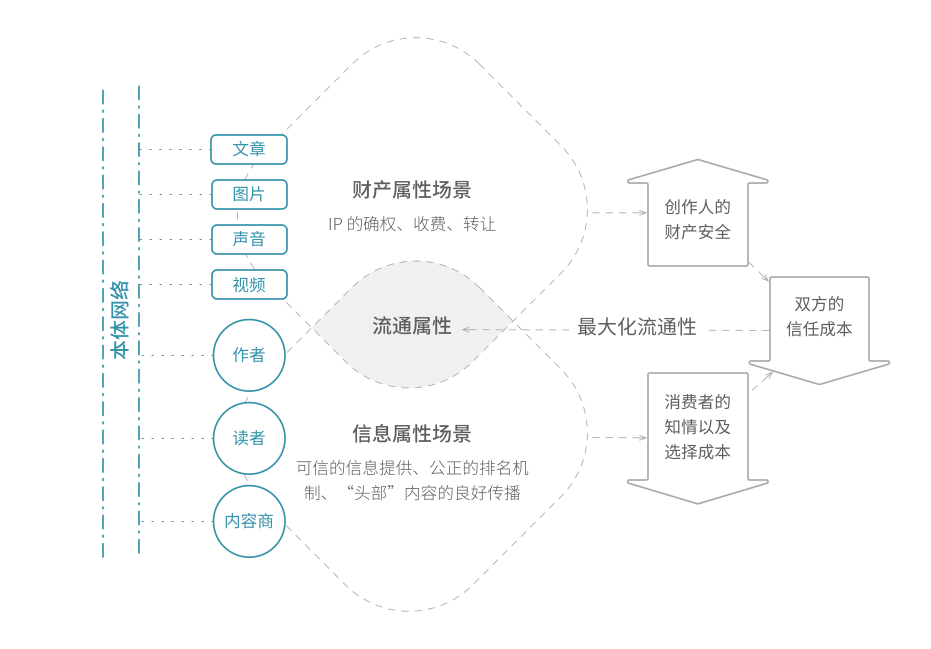 本体网络
文章
图片
声音
视频
作者
读者
内容商
财产属性场景
IP 的确权、收费、转让
流通属性
最大化流通性
信息属性场景
可信的信息提供、公正的排名机
制、“头部”内容的良好传播
创作人的
财产安全
双方的
信任成本
消费者的
知情以及
选择成本